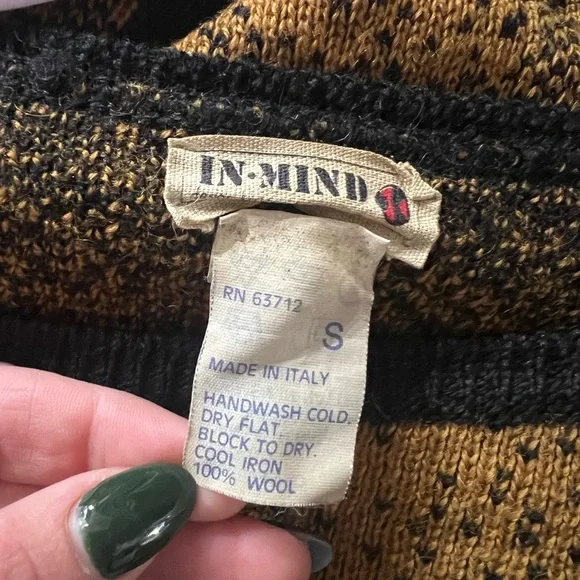 IN·MIND
RN 63712
S
MADE IN ITALY
HANDWASH COLD.
DRY FLAT
BLOCK TO DRY.
COOL IRON
100% WOOL